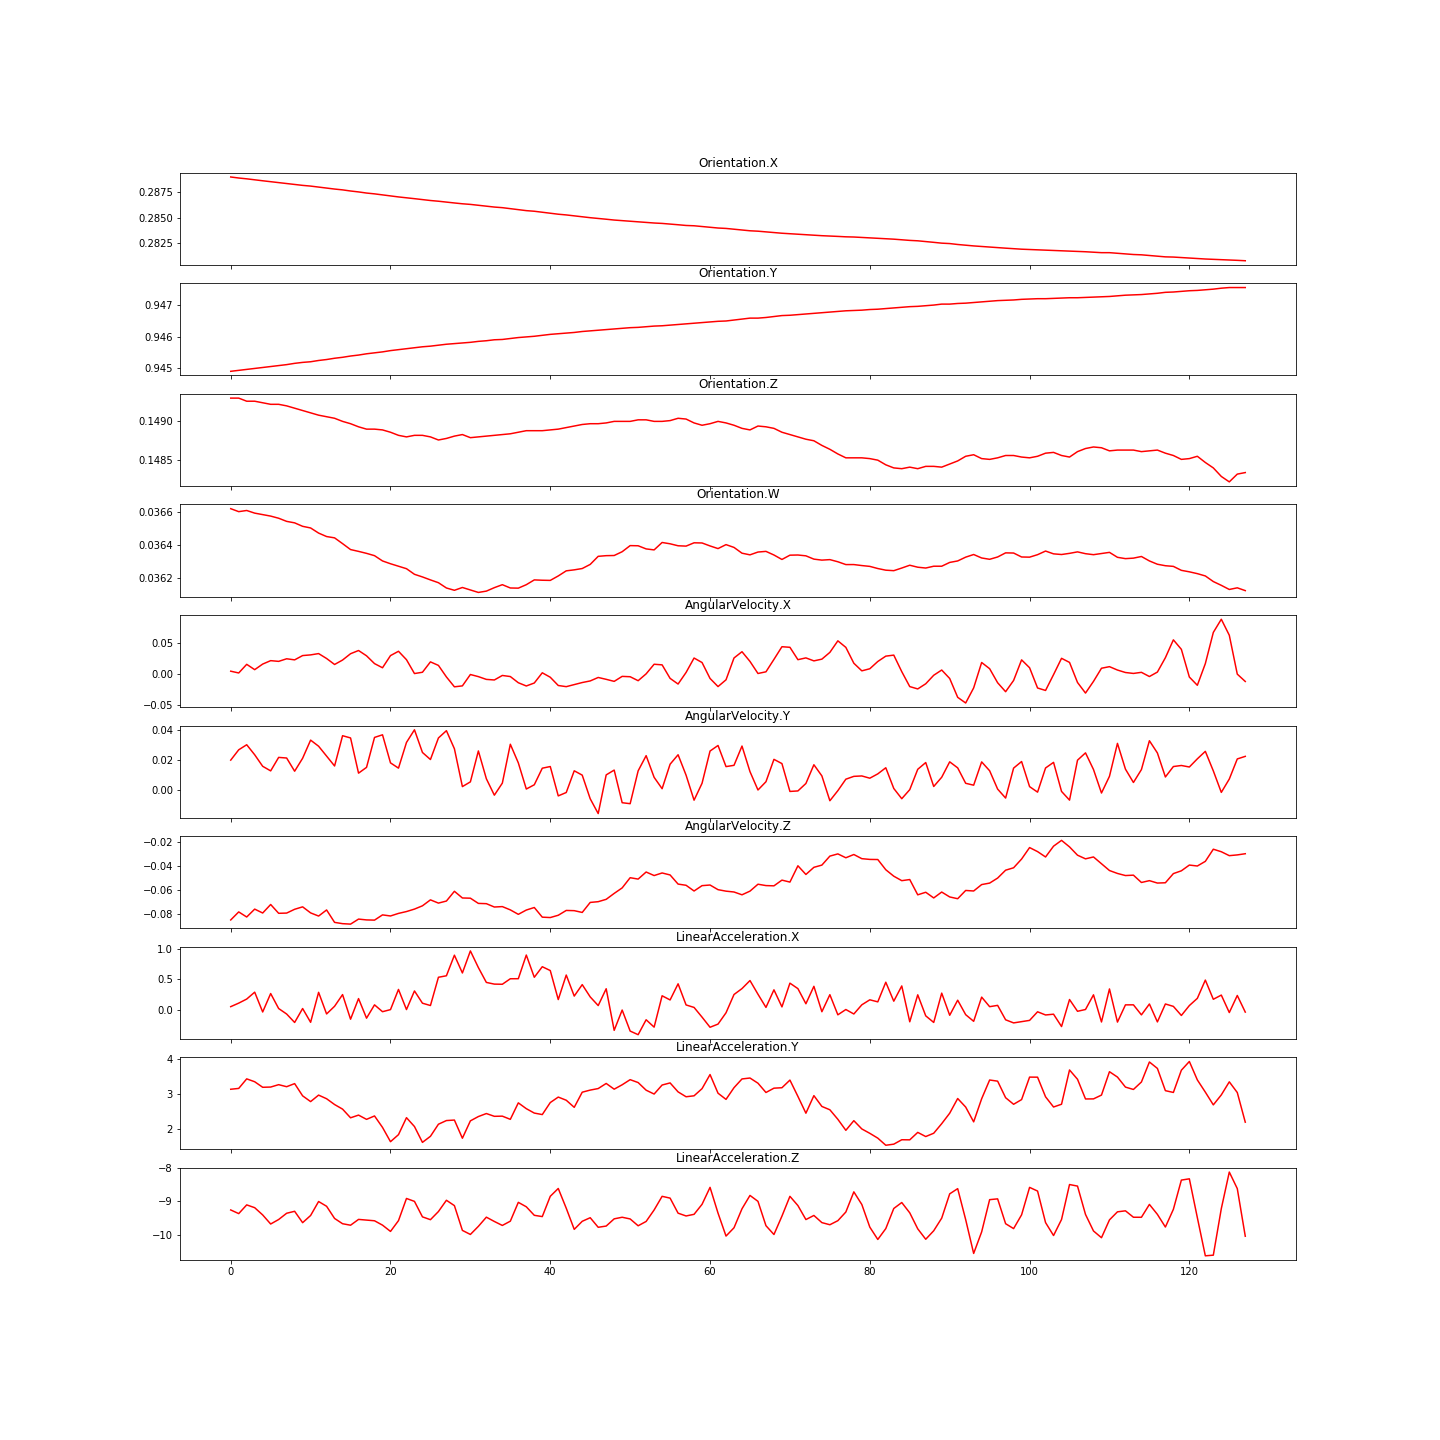 Orientation.X
0.2875
0.2850
0.2825
Orientation.Y
0.947
0.946
0.945
Orientation.Z
0.1490
0.1485
Orientation.W
0.0366
0.0364
0.0362
AngularVelocity.X
0.05
0.00
−0.05
AngularVelocity.Y
0.04
0.02
0.00
AngularVelocity.Z
−0.02
−0.04
−0.06
−0.08
LinearAcceleration.X
1.0
0.5
0.0
LinearAcceleration.Y
4
3
2
LinearAcceleration.Z
−8
−9
−10
0 20 40 60 80 100 120